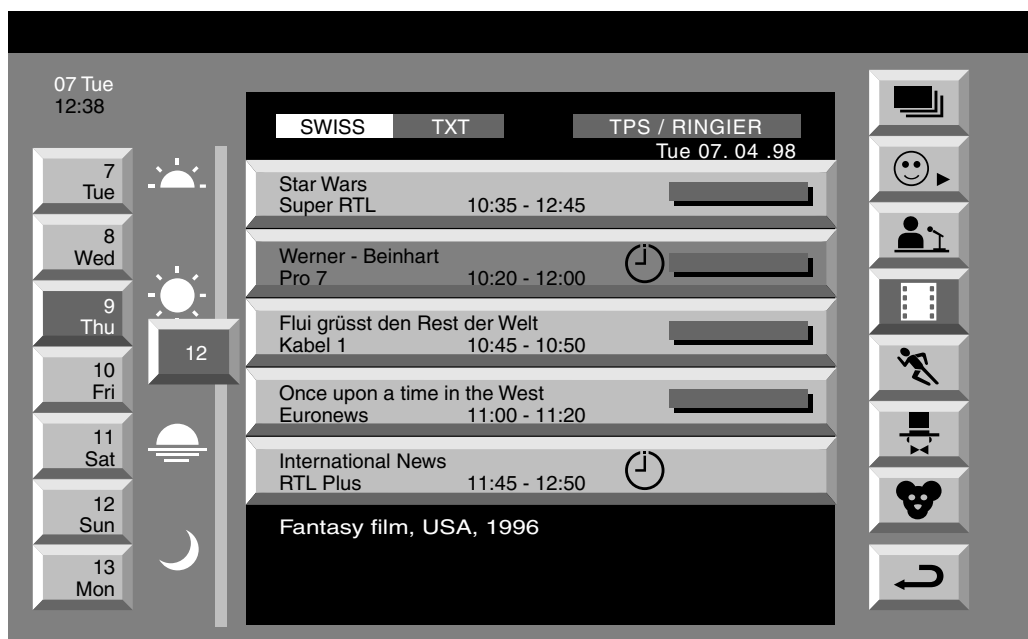 07 Tue
12:38
7
Tue
8
Wed
9
Thu
10
Fri
11
Sat
12
Sun
13
Mon
12
SWISS TXT TPS / RINGIER
Tue 07. 04 .98
Star Wars
Super RTL 10:35 - 12:45
Werner - Beinhart
Pro 7 10:20 - 12:00
Flui grüsst den Rest der Welt
Kabel 1 10:45 - 10:50
Once upon a time in the West
Euronews 11:00 - 11:20
International News
RTL Plus 11:45 - 12:50
Fantasy film, USA, 1996